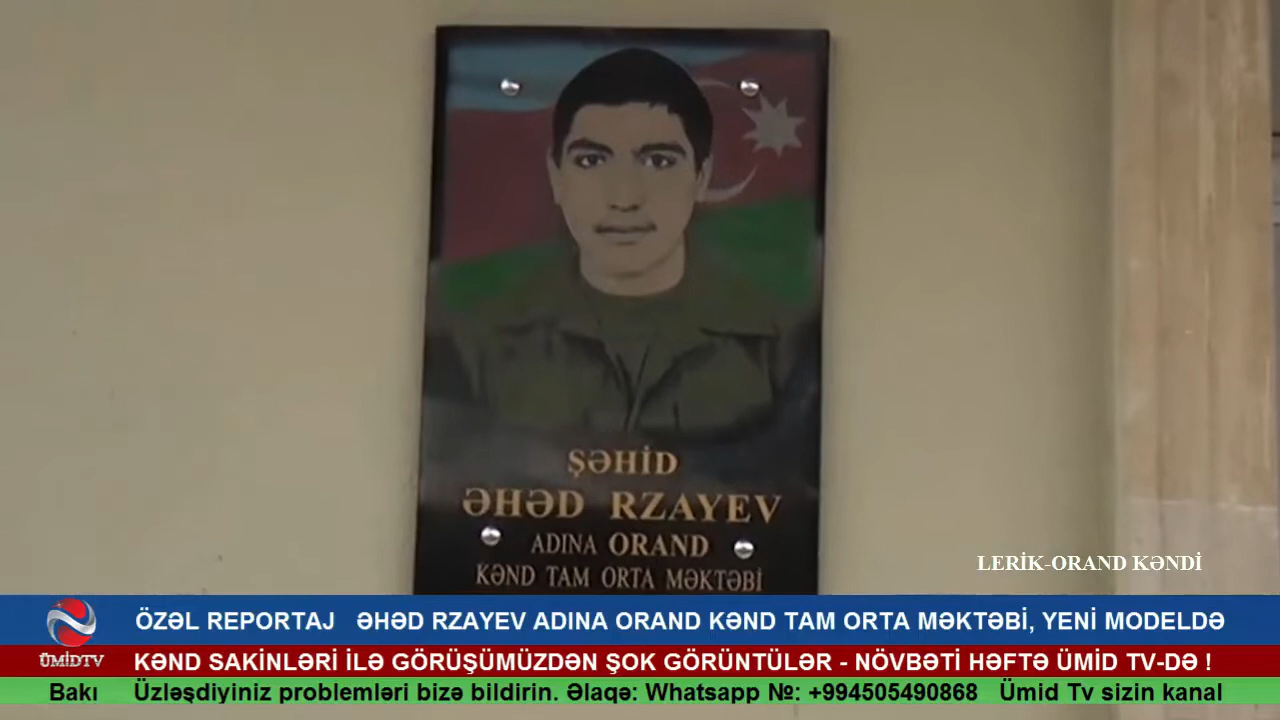 ŞƏHİD
ƏHƏD RZAYEV
ADINA ORAND
KƏND TAM ORTA MƏKTƏBİ
LERİK-ORAND KƏNDİ
ÖZƏL REPORTAJ ƏHƏD RZAYEV ADINA ORAND KƏND TAM ORTA MƏKTƏBİ, YENİ MODELDƏ
ÜMİDTV
KƏND SAKİNLƏRİ İLƏ GÖRÜŞÜMÜZDƏN ŞOK GÖRÜNTÜLƏR - NÖVBƏTİ HƏFTƏ ÜMİD TV-DƏ !
Bakı Üzləşdiyiniz problemləri bizə bildirin. Əlaqə: Whatsapp №: +994505490868 Ümid Tv sizin kanal